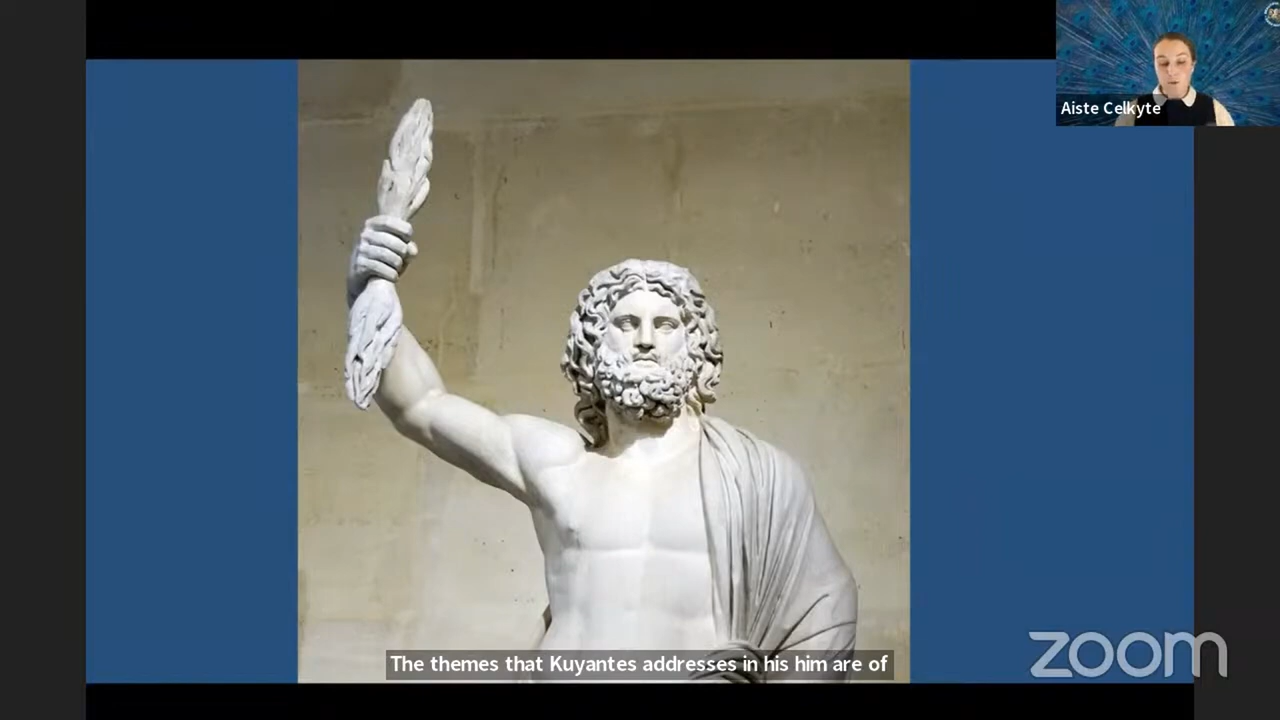 Aiste Celkyte
The themes that Kuyantes addresses in his him are of
zoom